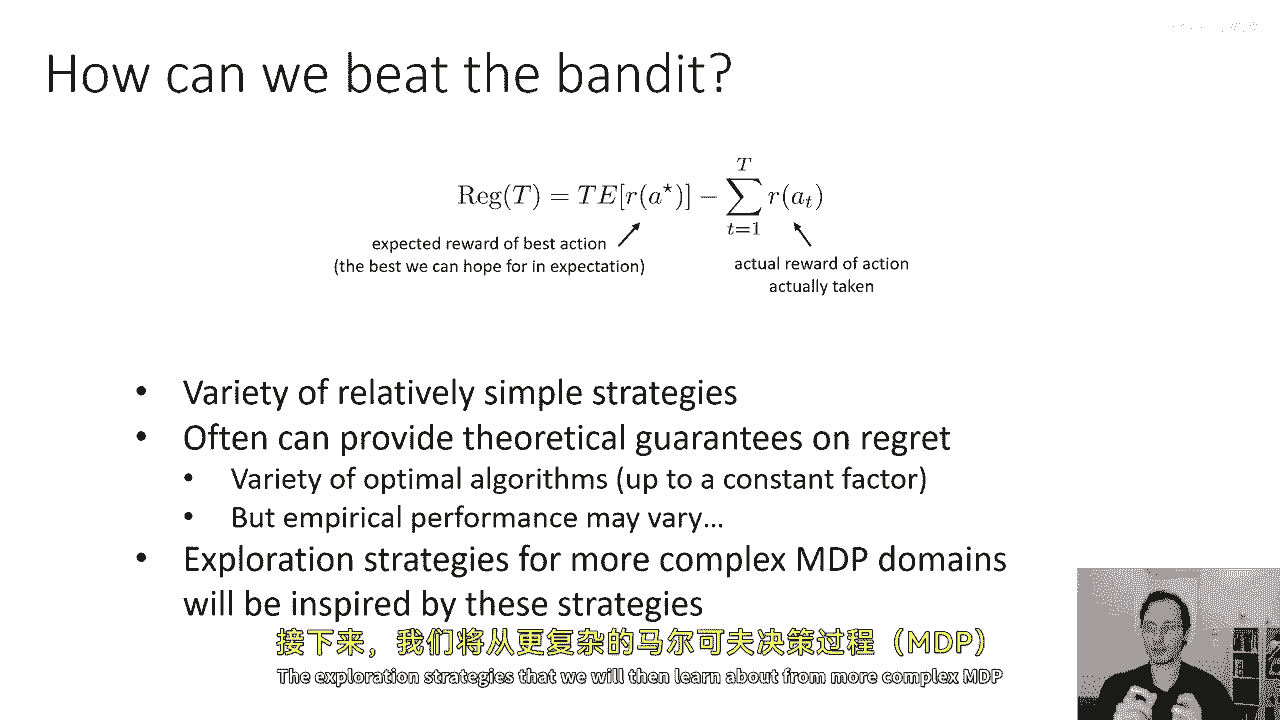 How can we beat the bandit?
Reg(T) = TE[r(a⋆)] − ∑_{t=1}^{T} r(a_t)
expected reward of best action
(the best we can hope for in expectation)
actual reward of action
actually taken
• Variety of relatively simple strategies
• Often can provide theoretical guarantees on regret
• Variety of optimal algorithms (up to a constant factor)
• But empirical performance may vary...
• Exploration strategies for more complex MDP domains
will be inspired by these strategies
接下来，我们将从更复杂的马尔可夫决策过程（MDP）
The exploration strategies that we will then learn about from more complex MDP